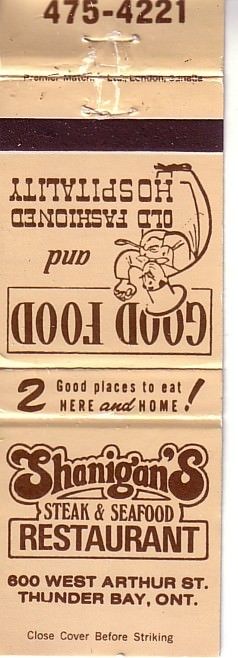 475-4221
Premier Match Ltd., London, Canada
GOOD FOOD
and
OLD FASHIONED
HOSPITALITY
2 Good places to eat
HERE and HOME!
Shanigan'S
STEAK & SEAFOOD
RESTAURANT
600 WEST ARTHUR ST.
THUNDER BAY, ONT.
Close Cover Before Striking